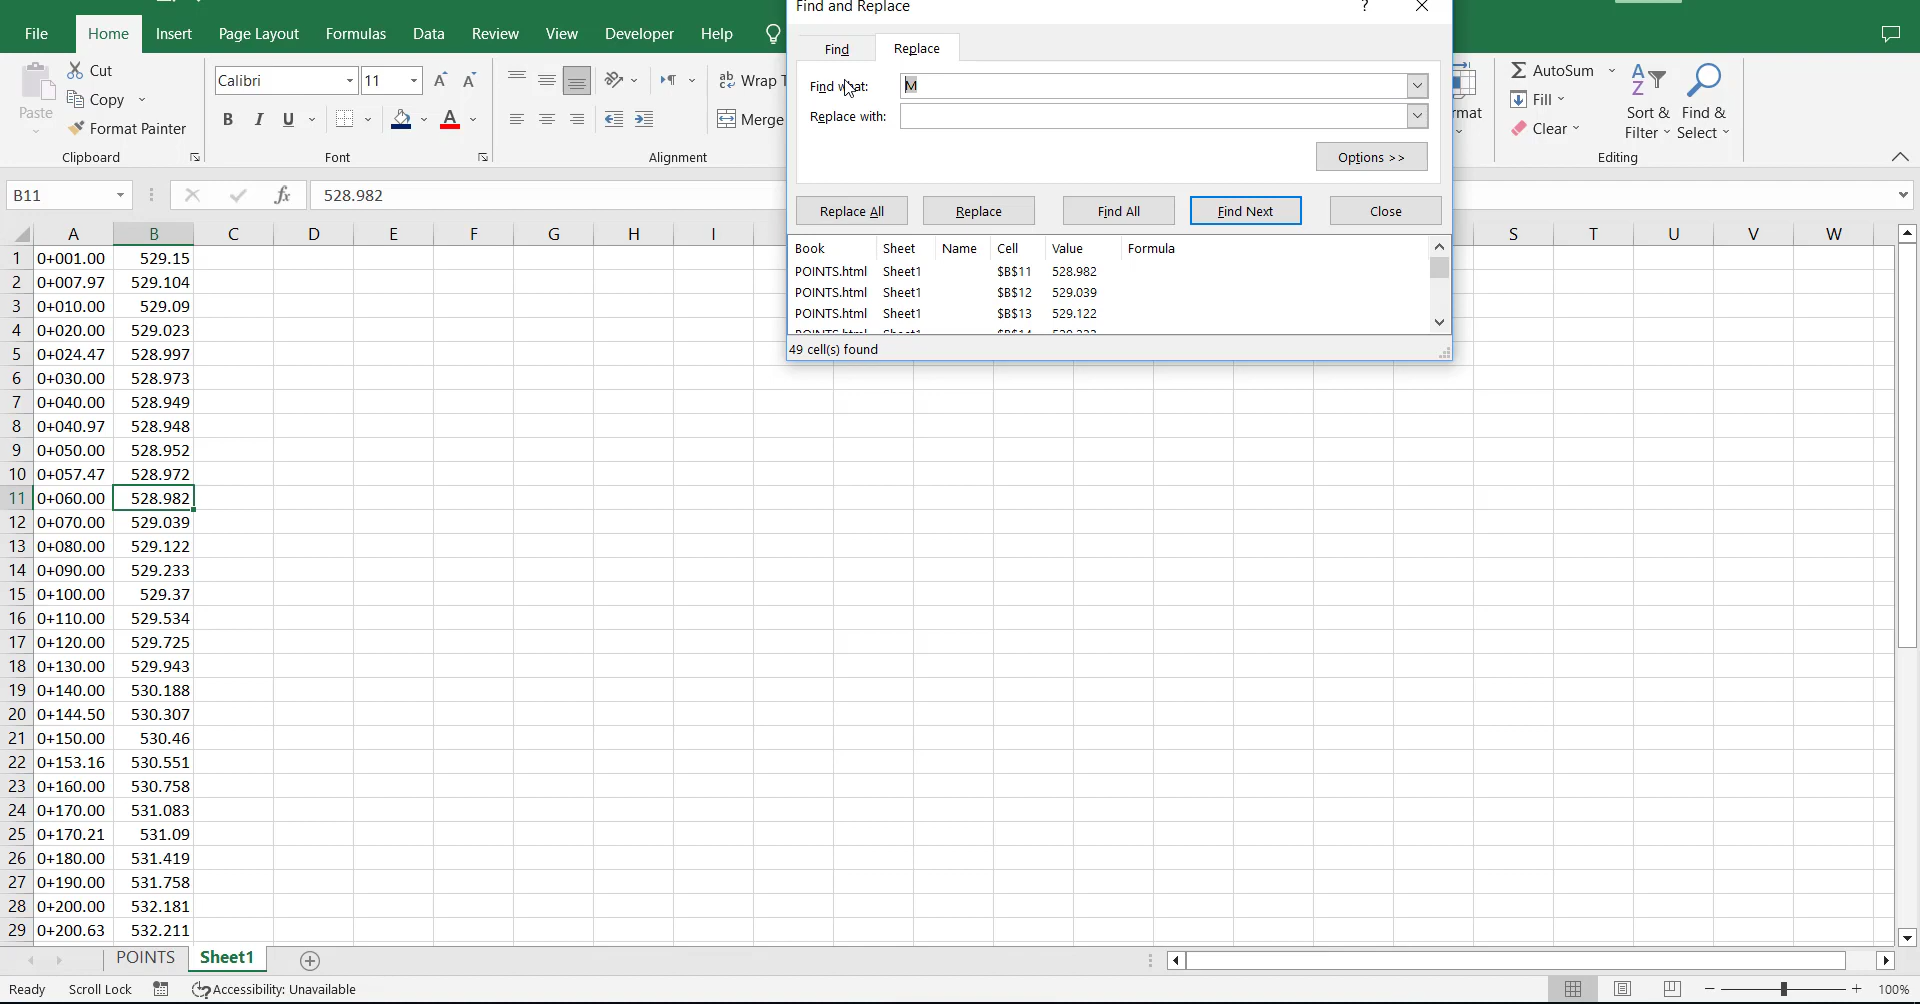 Find and Replace ? ×
File Home Insert Page Layout Formulas Data Review View Developer Help
Find Replace
Find what: M
Replace with:
Options >>
Replace All Replace Find All Find Next Close
Book Sheet Name Cell Value Formula
POINTS.html Sheet1 $B$11 528.982
POINTS.html Sheet1 $B$12 529.039
POINTS.html Sheet1 $B$13 529.122
49 cell(s) found
Paste
Cut
Copy
Format Painter
Clipboard
Calibri 11 A A
B I U A
Font
ab Wrap T
Merge
Alignment
mat
AutoSum
Fill
Clear
Sort & Filter
Find & Select
Editing
B11 fx 528.982
A B C D E F G H I S T U V W
1 0+001.00 529.15
2 0+007.97 529.104
3 0+010.00 529.09
4 0+020.00 529.023
5 0+024.47 528.997
6 0+030.00 528.973
7 0+040.00 528.949
8 0+040.97 528.948
9 0+050.00 528.952
10 0+057.47 528.972
11 0+060.00 528.982
12 0+070.00 529.039
13 0+080.00 529.122
14 0+090.00 529.233
15 0+100.00 529.37
16 0+110.00 529.534
17 0+120.00 529.725
18 0+130.00 529.943
19 0+140.00 530.188
20 0+144.50 530.307
21 0+150.00 530.46
22 0+153.16 530.551
23 0+160.00 530.758
24 0+170.00 531.083
25 0+170.21 531.09
26 0+180.00 531.419
27 0+190.00 531.758
28 0+200.00 532.181
29 0+200.63 532.211
POINTS Sheet1
Ready Scroll Lock Accessibility: Unavailable 100%